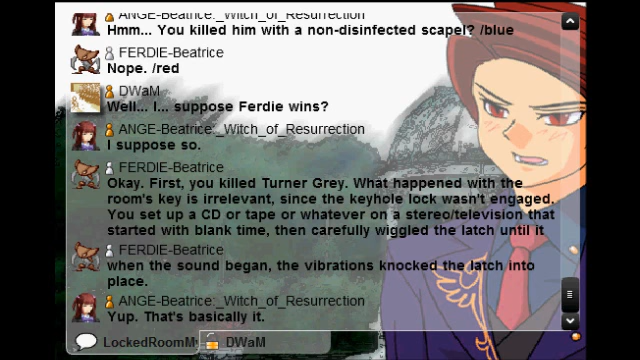 ANGE-Beatrice:_Witch_of_Resurrection
Hmm... You killed him with a non-disinfected scapel? /blue
FERDIE-Beatrice
Nope. /red
DWaM
Well... I... suppose Ferdie wins?
ANGE-Beatrice:_Witch_of_Resurrection
I suppose so.
FERDIE-Beatrice
Okay. First, you killed Turner Grey. What happened with the
room's key is irrelevant, since the keyhole lock wasn't engaged.
You set up a CD or tape or whatever on a stereo/television that
started with blank time, then carefully wiggled the latch until it
FERDIE-Beatrice
when the sound began, the vibrations knocked the latch into
place.
ANGE-Beatrice:_Witch_of_Resurrection
Yup. That's basically it.
LockedRoomM
DWaM